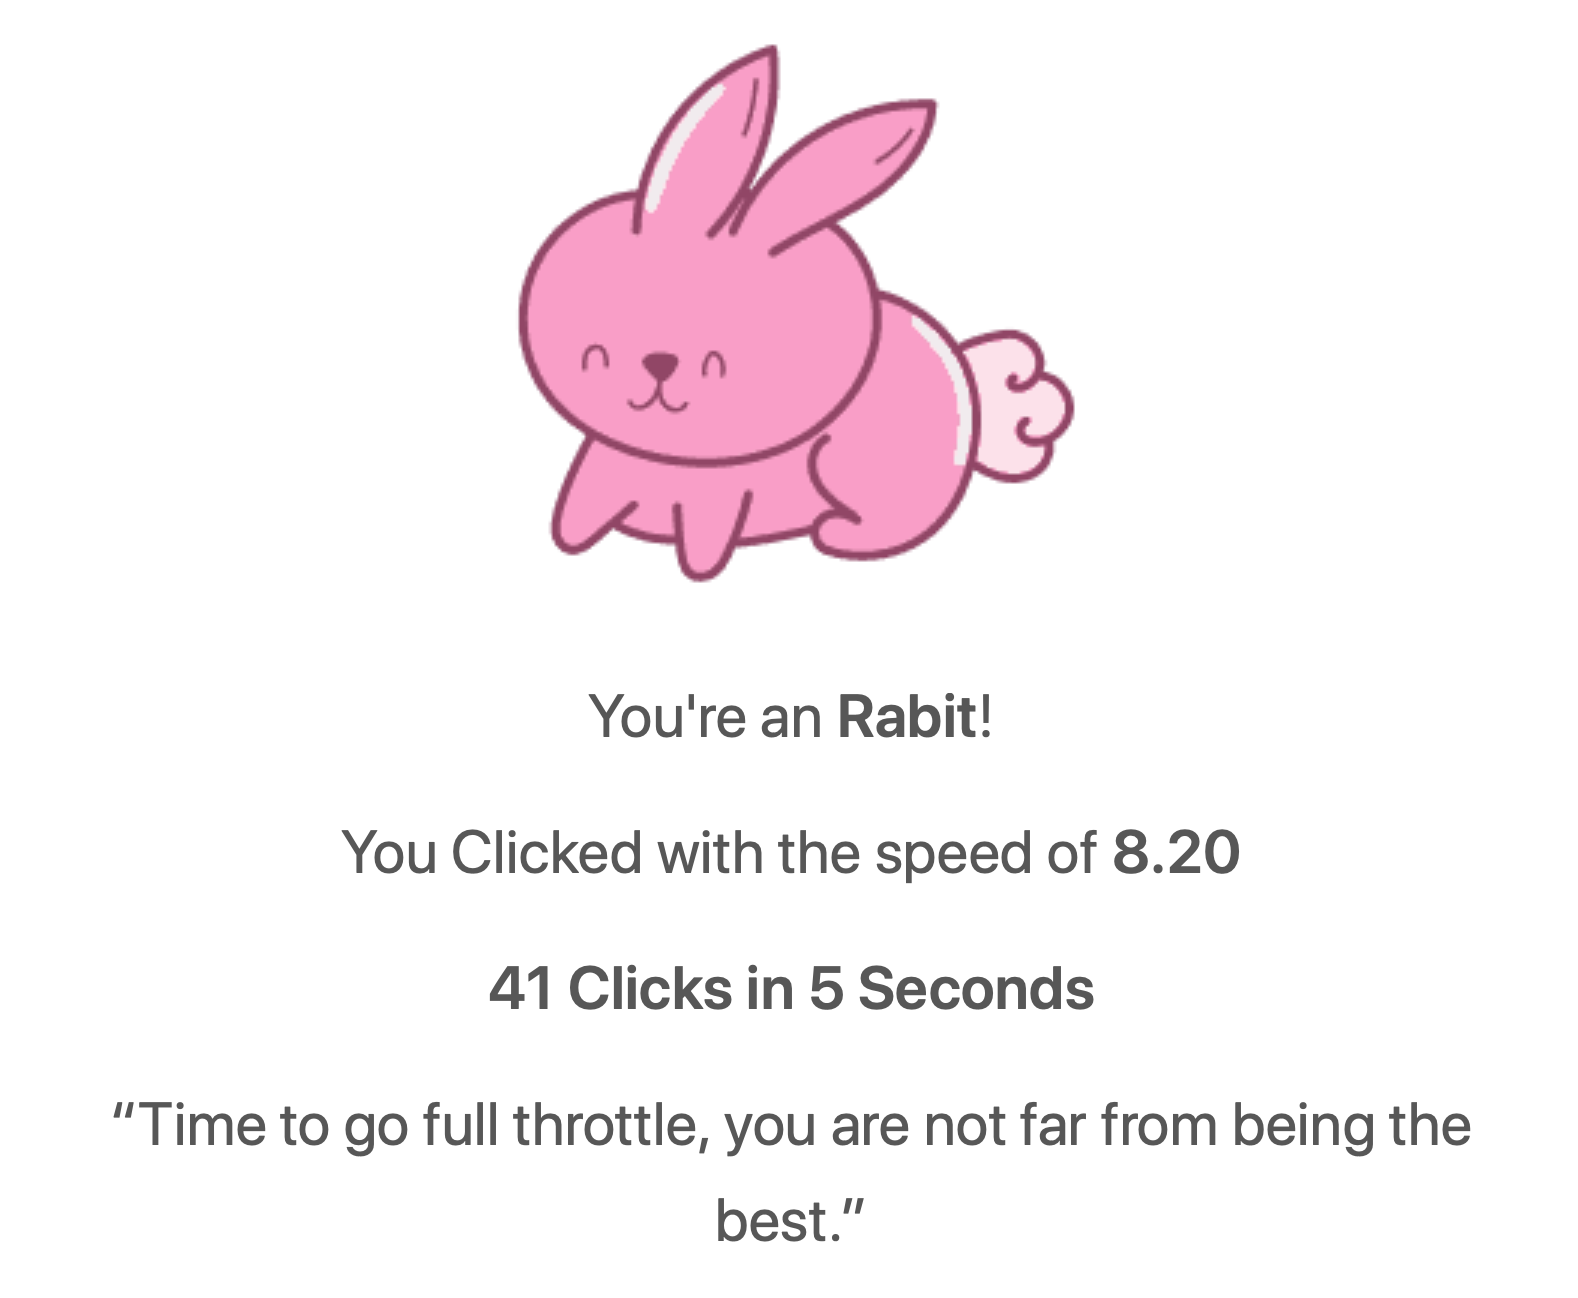 You're an Rabit!
You Clicked with the speed of 8.20
41 Clicks in 5 Seconds
“Time to go full throttle, you are not far from being the
best.”